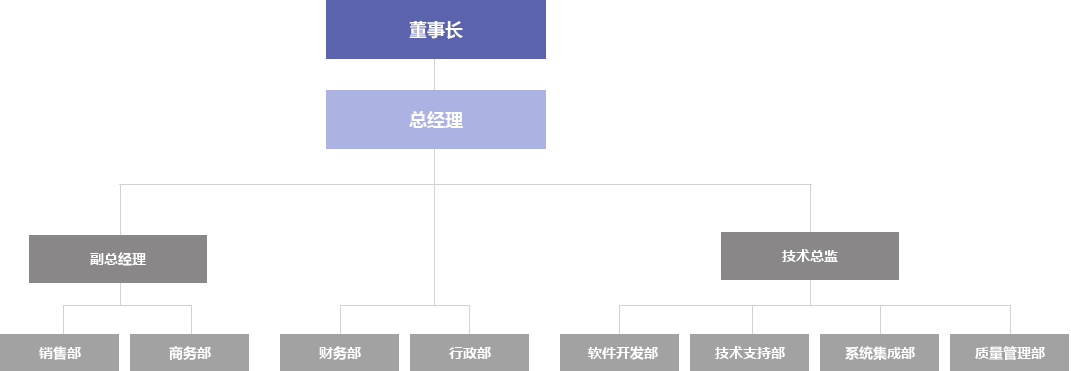 董事长
总经理
副总经理
技术总监
销售部
商务部
财务部
行政部
软件开发部
技术支持部
系统集成部
质量管理部